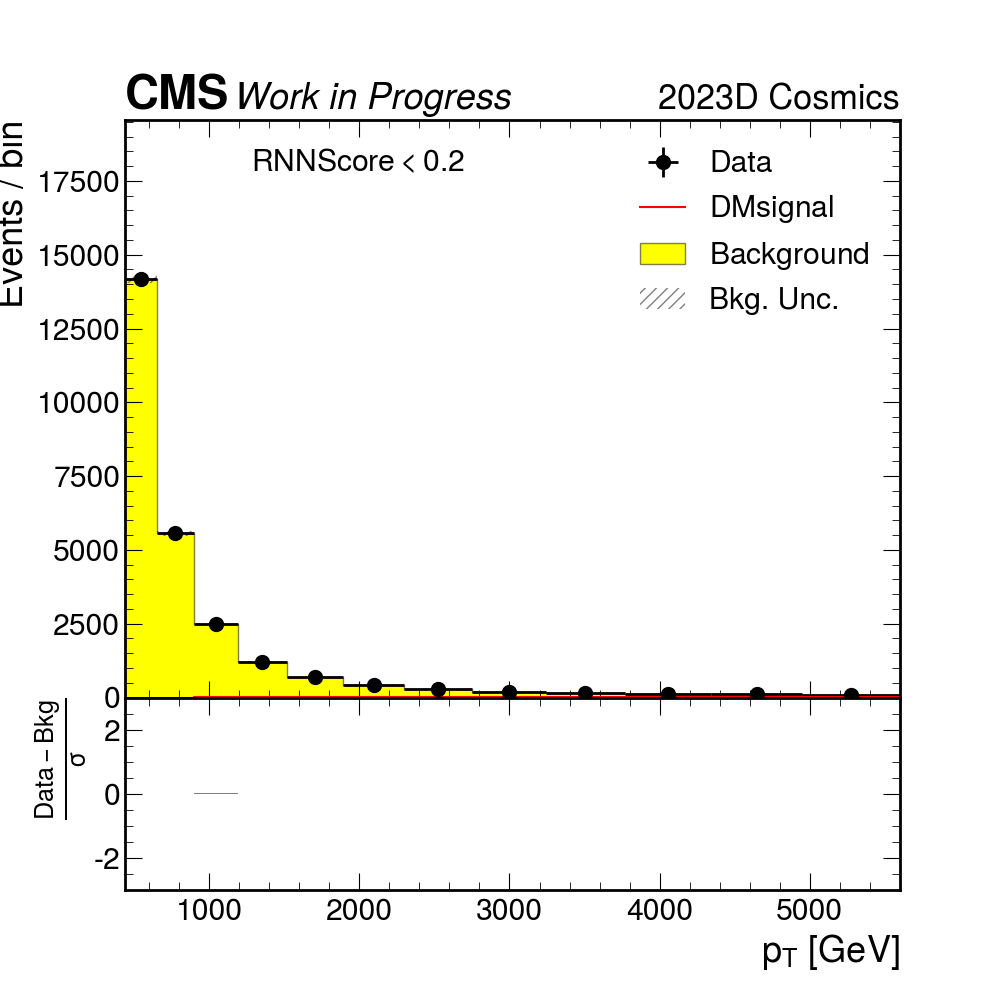 CMS Work in Progress 2023D Cosmics
RNNScore < 0.2
Data
DMsignal
Background
Bkg. Unc.
Events / bin
17500
15000
12500
10000
7500
5000
2500
0
Data – Bkg
σ
2
0
-2
1000 2000 3000 4000 5000
p_T [GeV]